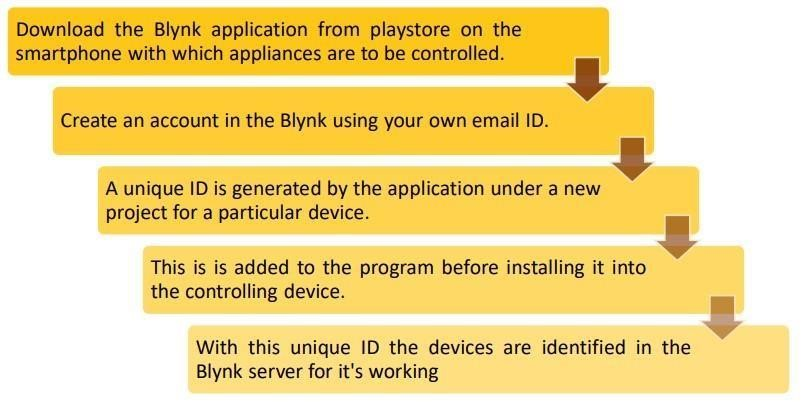 Download the Blynk application from playstore on the
smartphone with which appliances are to be controlled.
Create an account in the Blynk using your own email ID.
A unique ID is generated by the application under a new
project for a particular device.
This is is added to the program before installing it into
the controlling device.
With this unique ID the devices are identified in the
Blynk server for it's working